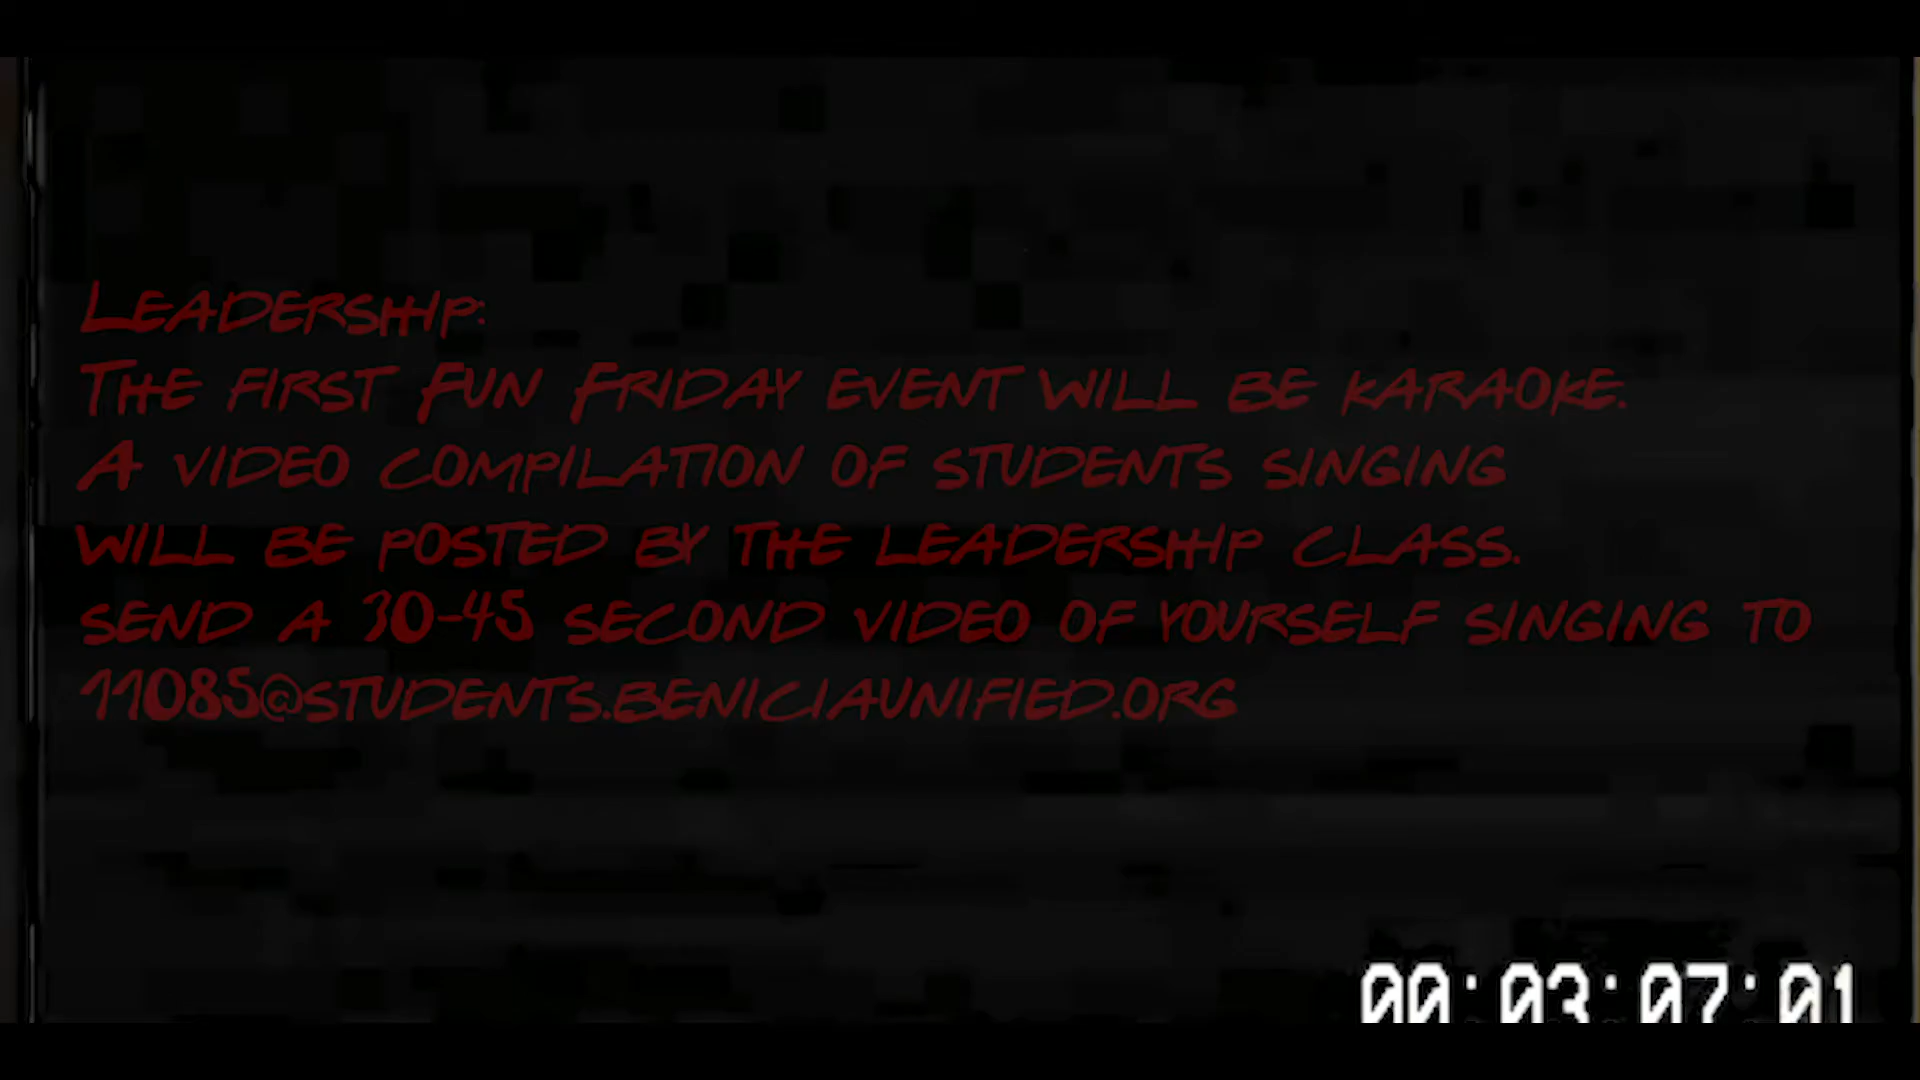 Leadership:
The first Fun Friday event will be karaoke.
A video compilation of students singing
will be posted by the Leadership class.
Send a 30-45 second video of yourself singing to
11085@students.beniciaunified.org
00:03:07:01